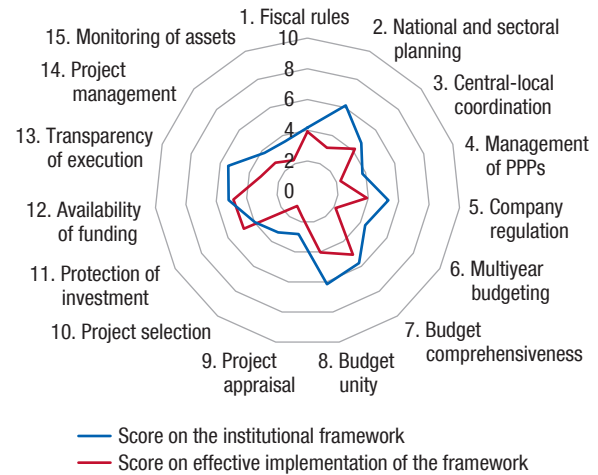 1. Fiscal rules
2. National and sectoral
planning
3. Central-local
coordination
4. Management
of PPPs
5. Company
regulation
6. Multiyear
budgeting
7. Budget
comprehensiveness
8. Budget
unity
9. Project
appraisal
10. Project selection
11. Protection of
investment
12. Availability
of funding
13. Transparency
of execution
14. Project
management
15. Monitoring of assets
10
8
6
4
2
0
Score on the institutional framework
Score on effective implementation of the framework